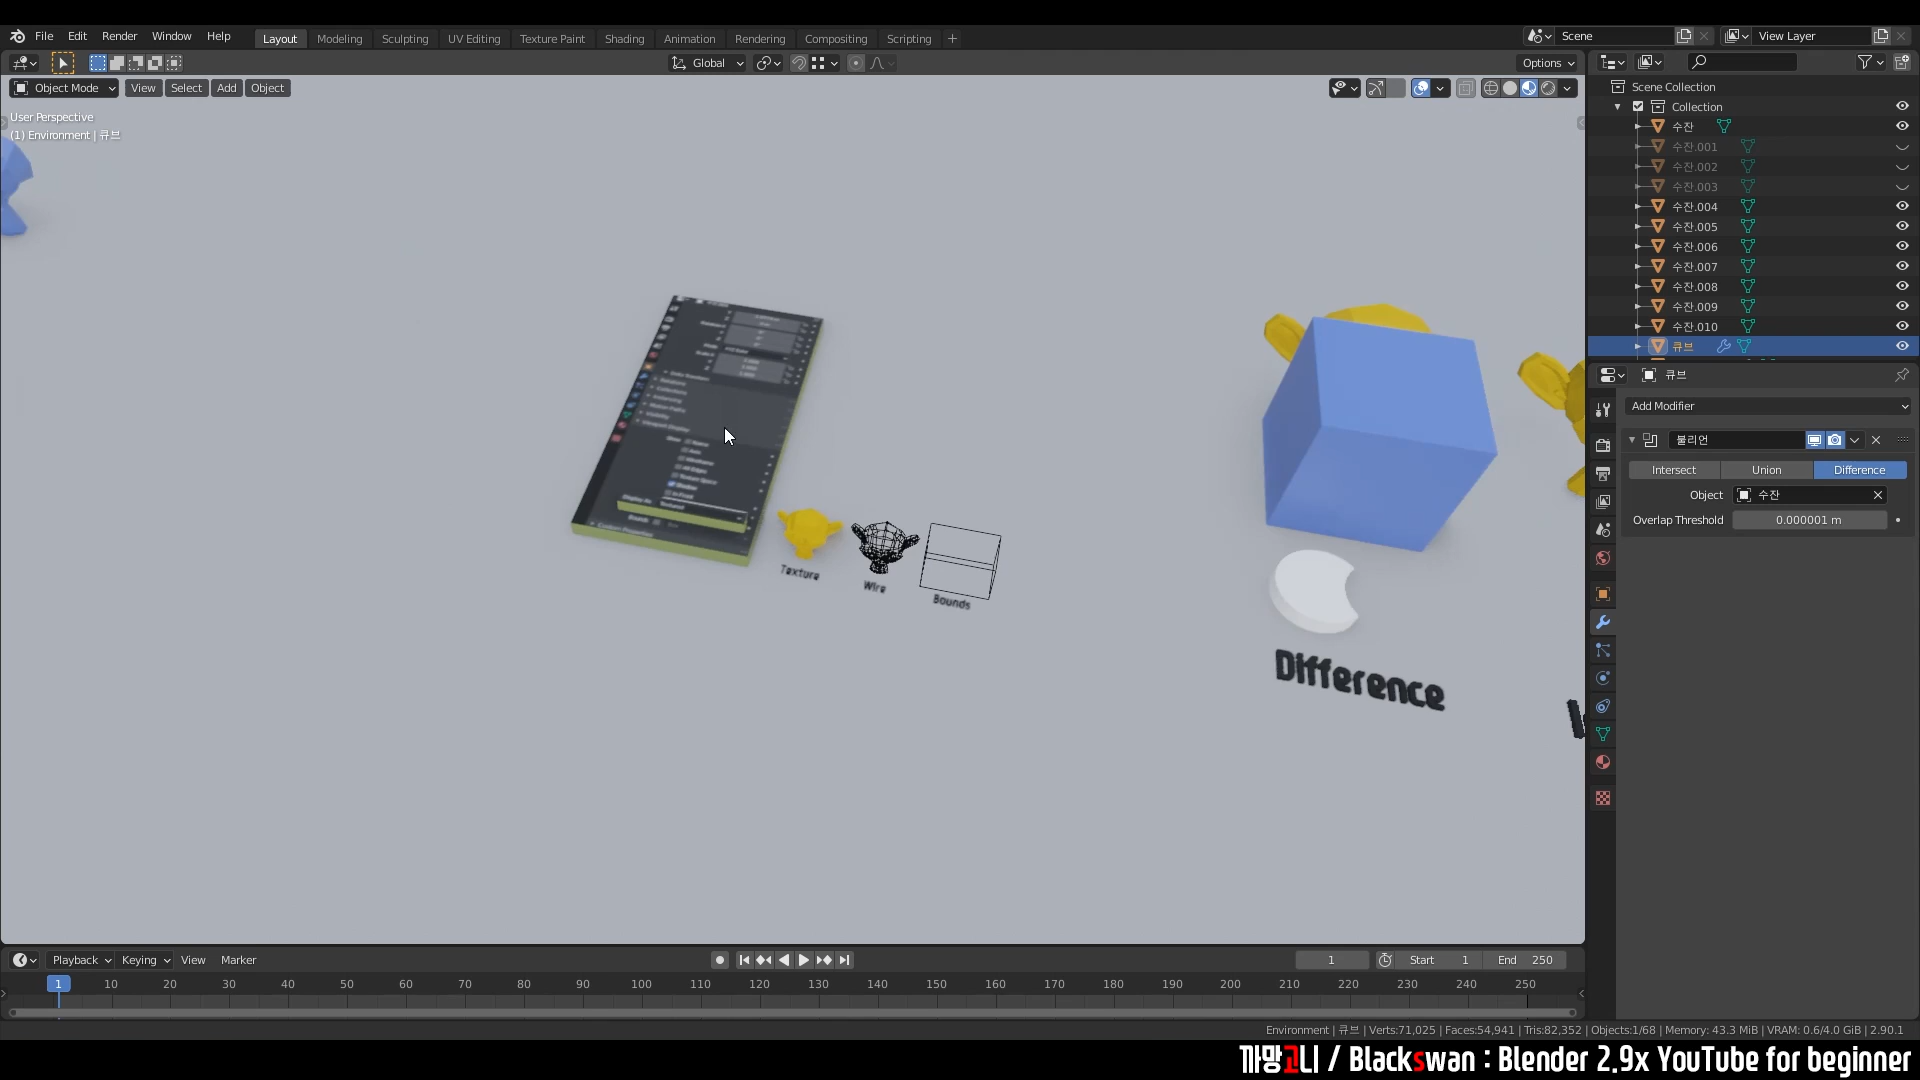 File Edit Render Window Help
Layout Modeling Sculpting UV Editing Texture Paint Shading Animation Rendering Compositing Scripting +
Scene
View Layer
Global
Options
Object Mode View Select Add Object
User Perspective
(1) Environment | 큐브
Scene Collection
Collection
수잔
수잔.001
수잔.002
수잔.003
수잔.004
수잔.005
수잔.006
수잔.007
수잔.008
수잔.009
수잔.010
큐브
큐브
Add Modifier
불리언
Intersect Union Difference
Object 수잔
Overlap Threshold 0.000001 m
Texture
Wire
Bounds
Difference
Playback Keying View Marker
1 Start 1 End 250
1 10 20 30 40 50 60 70 80 90 100 110 120 130 140 150 160 170 180 190 200 210 220 230 240 250
Environment | 큐브 | Verts:71,025 | Faces:54,941 | Tris:82,352 | Objects:1/68 | Memory: 43.3 MiB | VRAM: 0.6/4.0 GiB | 2.90.1
까망고니 / Blackswan : Blender 2.9x YouTube for beginner